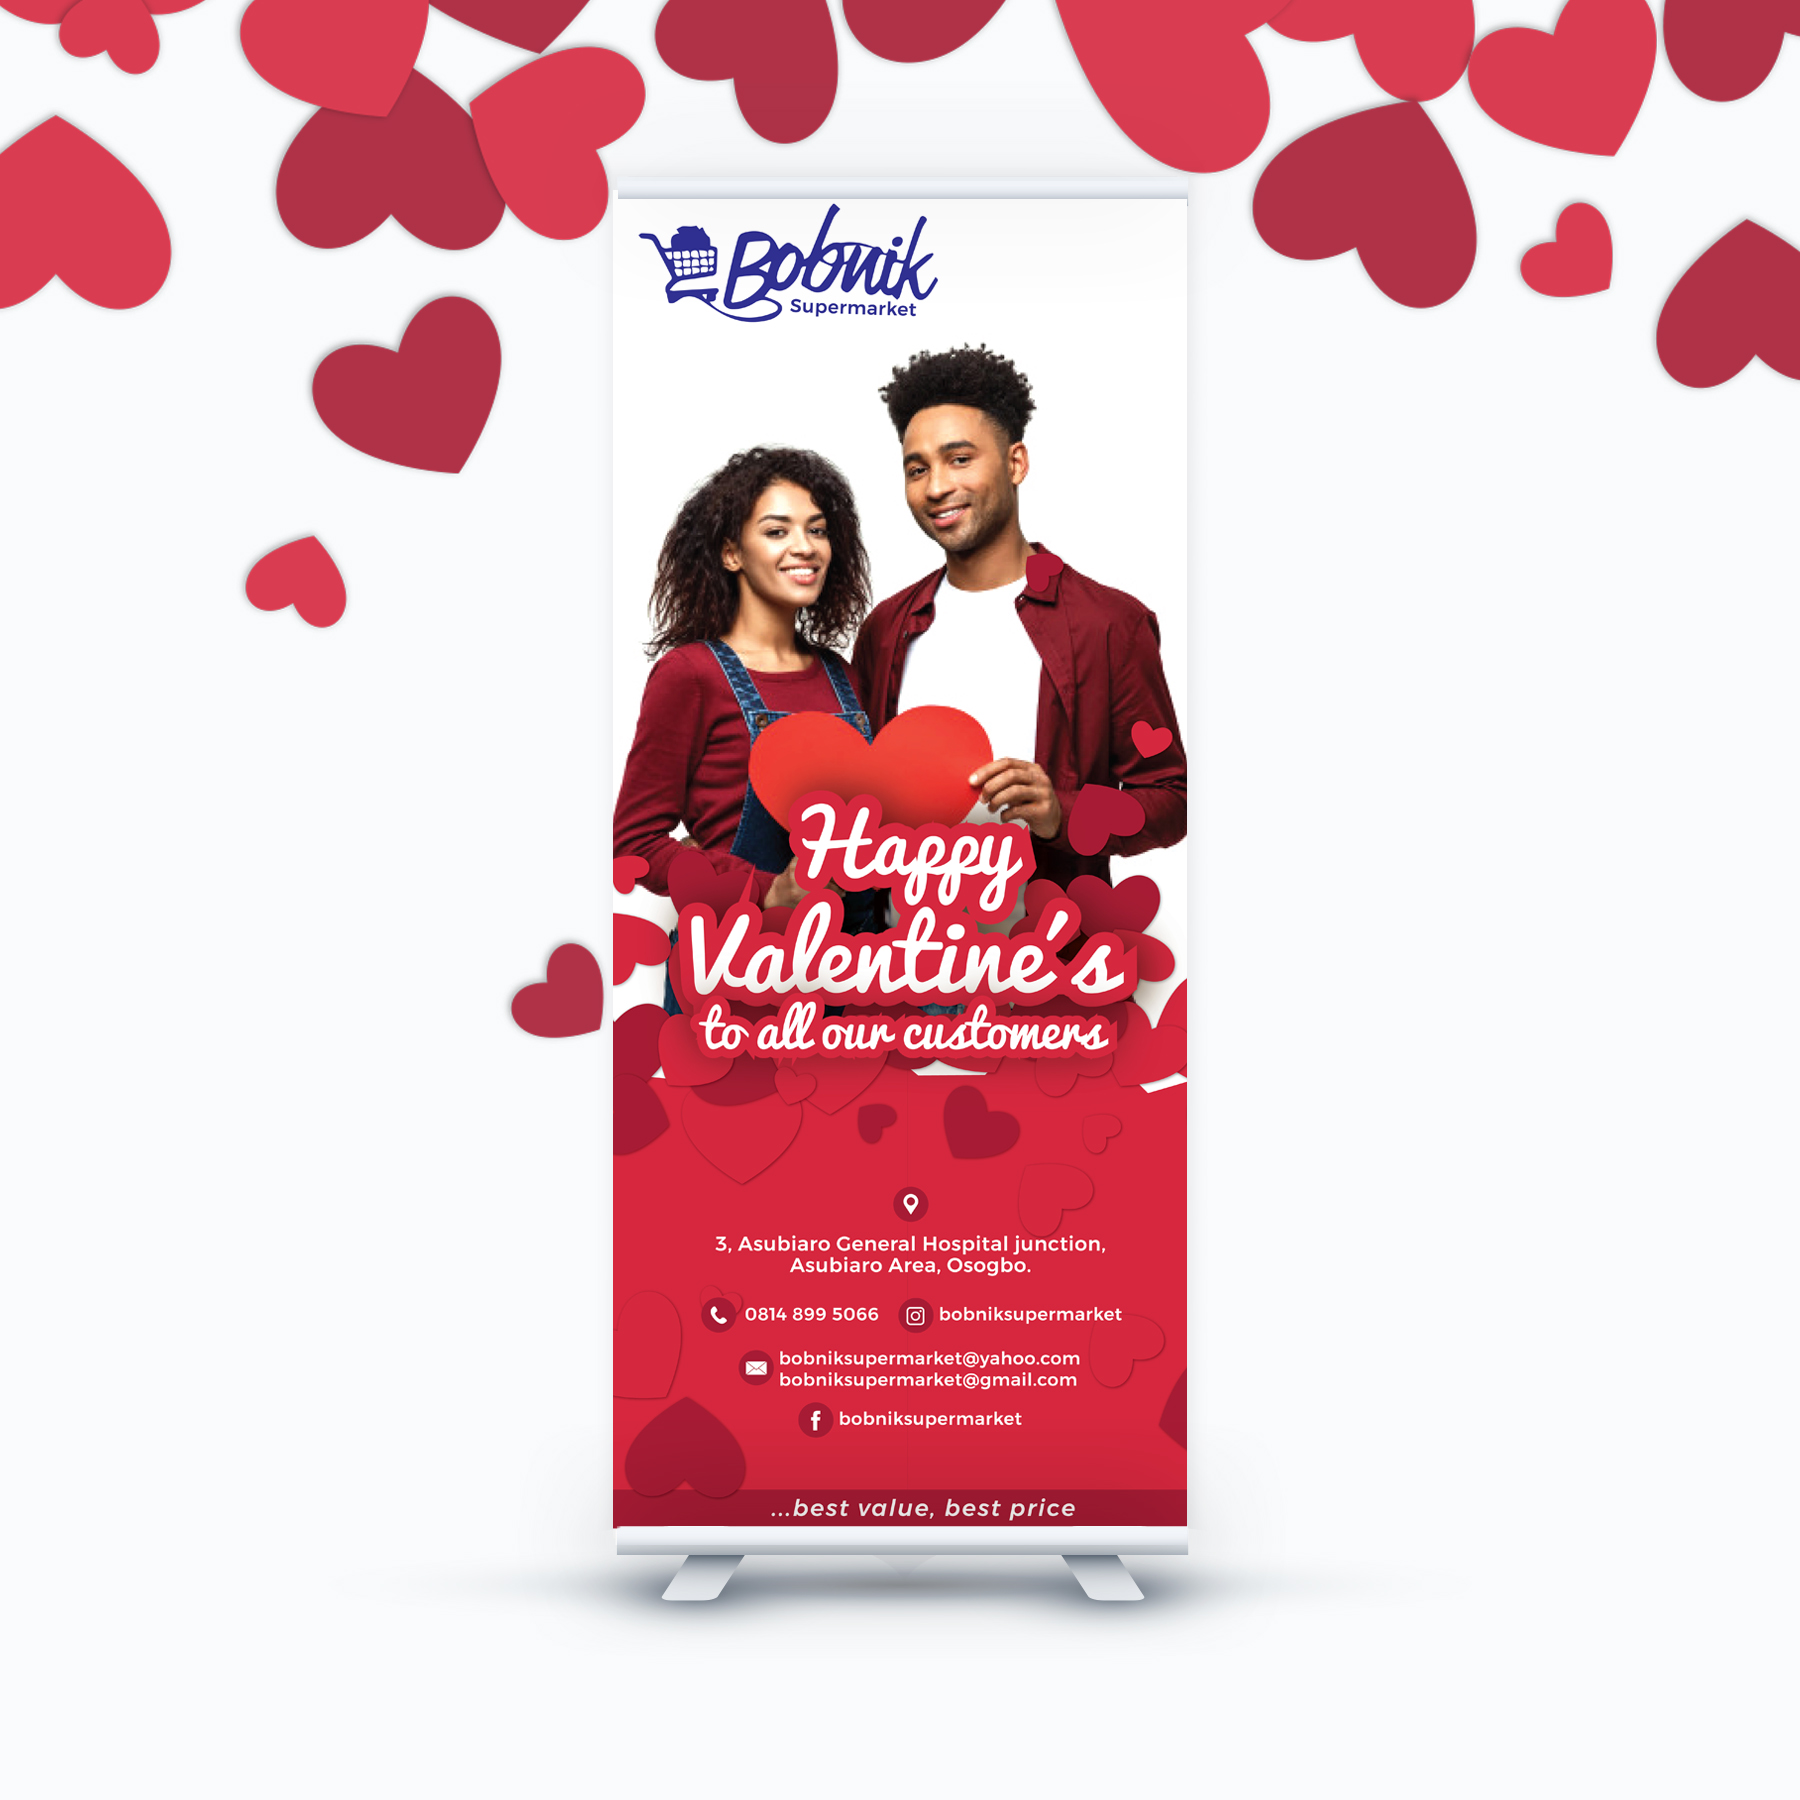 Bobnik
Supermarket
Happy
Valentine's
to all our customers
3, Asubiaro General Hospital junction,
Asubiaro Area, Osogbo.
0814 899 5066 bobniksupermarket
bobniksupermarket@yahoo.com
bobniksupermarket@gmail.com
bobniksupermarket
...best value, best price